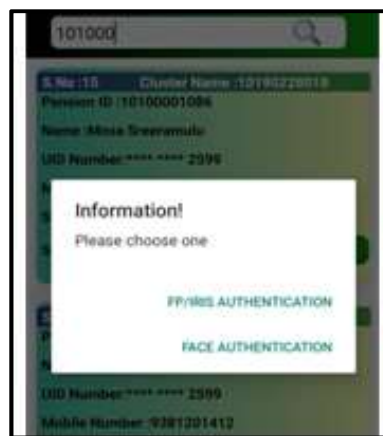 101000
S.No :15 Cluster Name :10190220018
Pension ID :10100001086
Name :Missa Sreeramulu
UID Number:**** **** 2599
Information!
Please choose one
FP/IRIS AUTHENTICATION
FACE AUTHENTICATION
UID Number:**** **** 2599
Mobile Number :9381201412